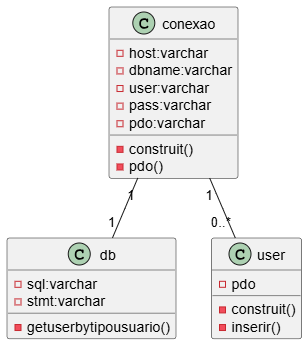 C conexao
host:varchar
dbname:varchar
user:varchar
pass:varchar
pdo:varchar
construit()
pdo()
1 1
1 0..*
C db
sql:varchar
stmt:varchar
getuserbytipousuario()
C user
pdo
construit()
inserir()